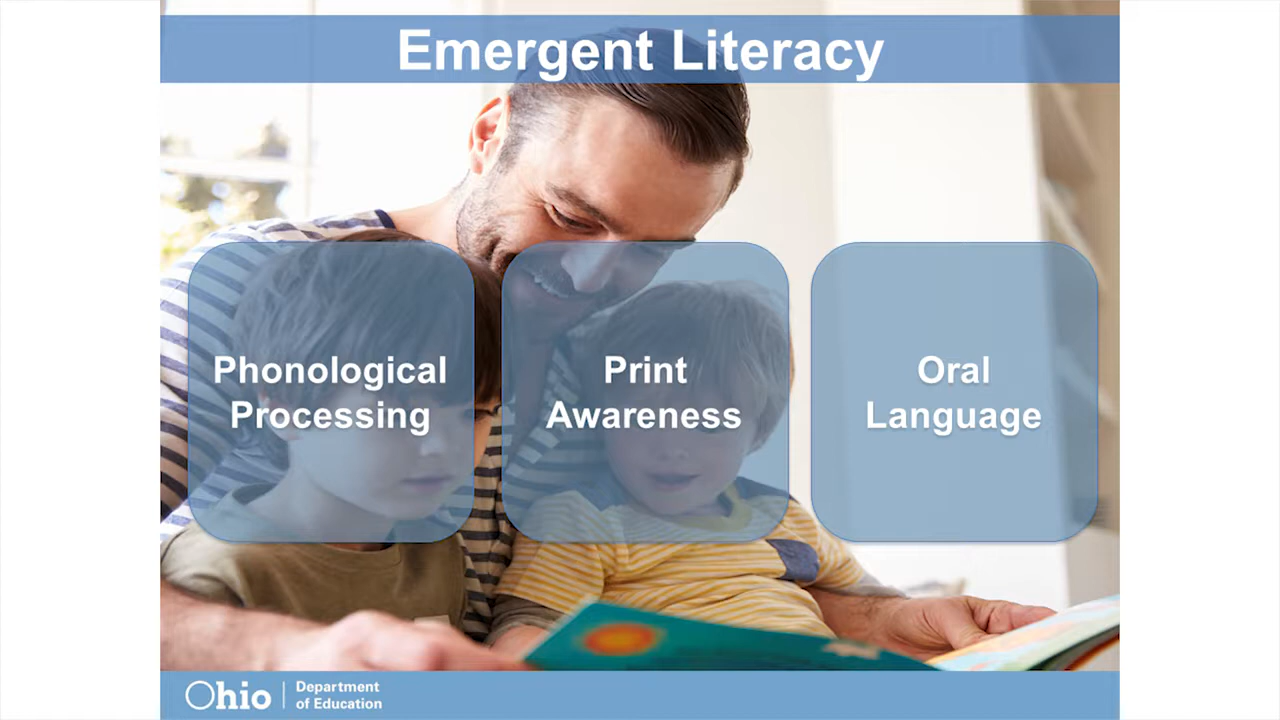 Emergent Literacy
Phonological
Processing
Print
Awareness
Oral
Language
Ohio
Department
of Education